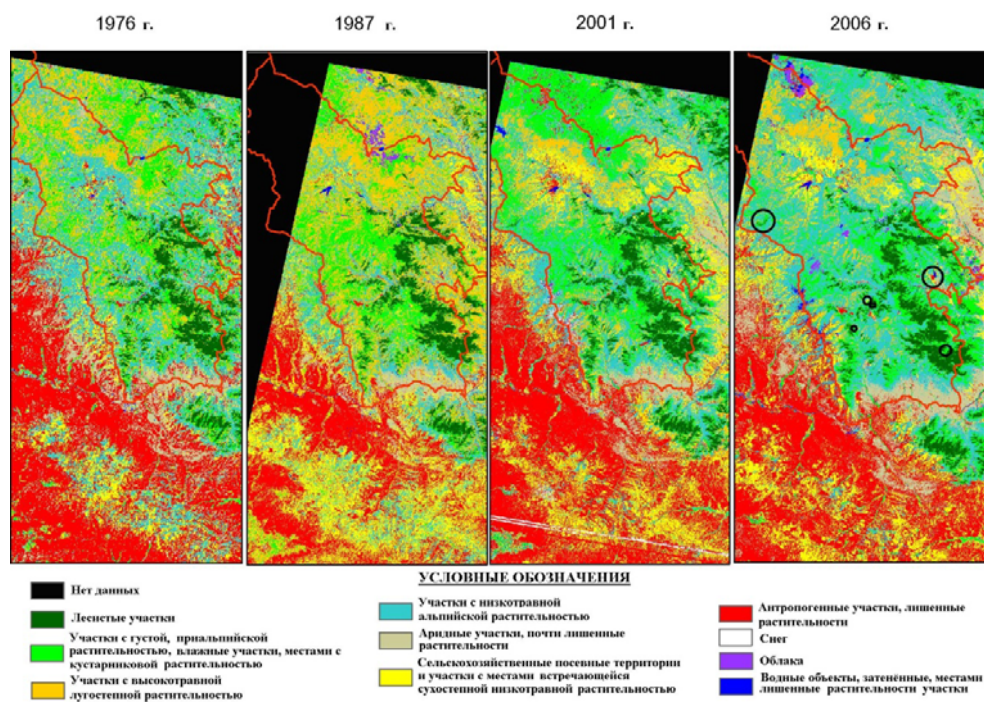 1976 г.
1987 г.
2001 г.
2006 г.
УСЛОВНЫЕ ОБОЗНАЧЕНИЯ
Нет данных
Лесистые участки
Участки с густой, приальпийской
растительностью, влажные участки, местами с
кустарниковой растительностью
Участки с высокотравной
лугостепной растительностью
Участки с низкотравной
альпийской растительностью
Аридные участки, почти лишенные
растительности
Сельскохозяйственные посевные территории
и участки с местами встречающейся
сухостепной низкотравной растительностью
Антропогенные участки, лишенные
растительности
Снег
Облака
Водные объекты, затенённые, местами
лишенные растительности участки